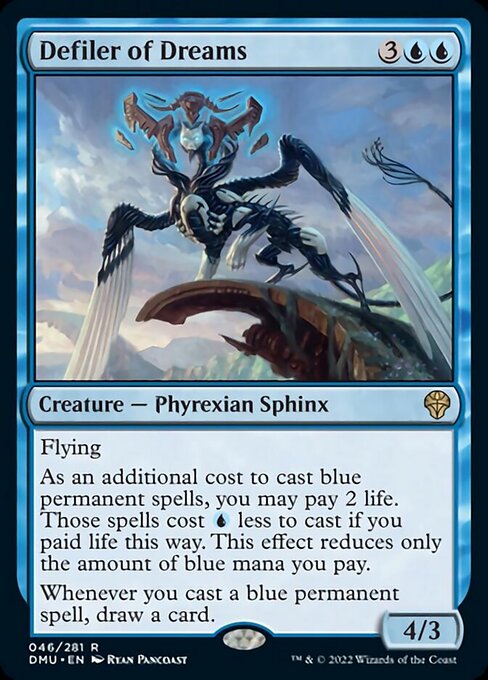 Defiler of Dreams 3
Creature — Phyrexian Sphinx
Flying
As an additional cost to cast blue
permanent spells, you may pay 2 life.
Those spells cost less to cast if you
paid life this way. This effect reduces only
the amount of blue mana you pay.
Whenever you cast a blue permanent
spell, draw a card.
4/3
046/281 R
DMU • EN Ryan Pancoast
™ & © 2022 Wizards of the Coast